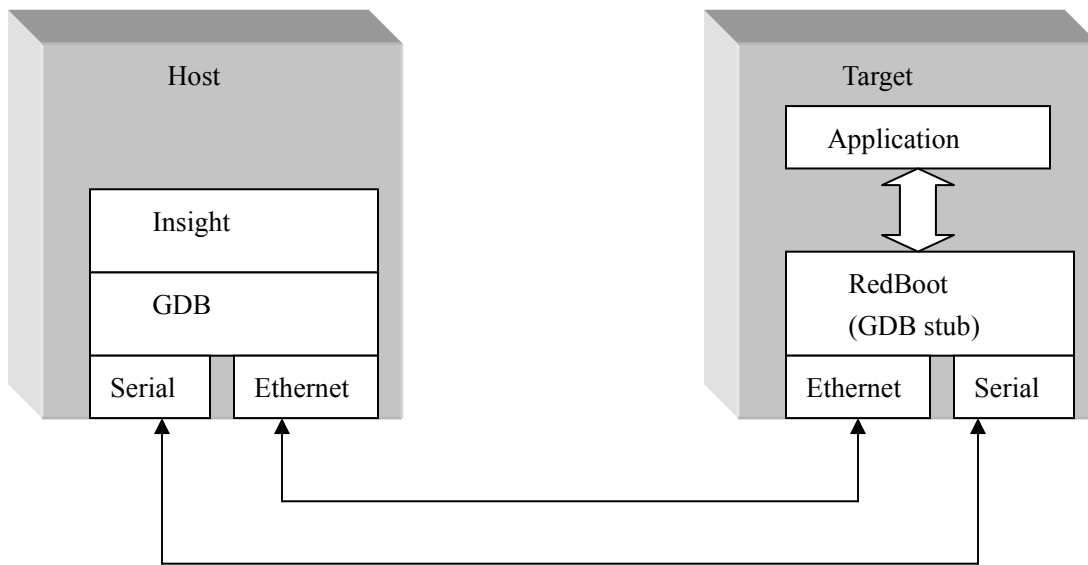 Host
Insight
GDB
Serial
Ethernet
Target
Application
RedBoot
(GDB stub)
Ethernet
Serial